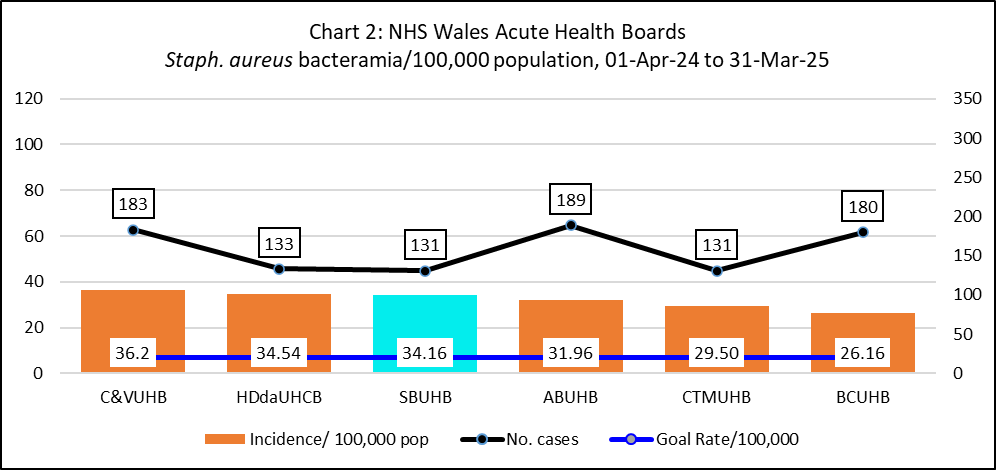 Chart 2: NHS Wales Acute Health Boards
Staph. aureus bacteramia/100,000 population, 01-Apr-24 to 31-Mar-25
120
100
80
60
40
20
0
350
300
250
200
150
100
50
0
183
133
131
189
131
180
36.2
34.54
34.16
31.96
29.50
26.16
C&VUHB
HDdaUHCB
SBUHB
ABUHB
CTMUHB
BCUHB
Incidence/ 100,000 pop
No. cases
Goal Rate/100,000